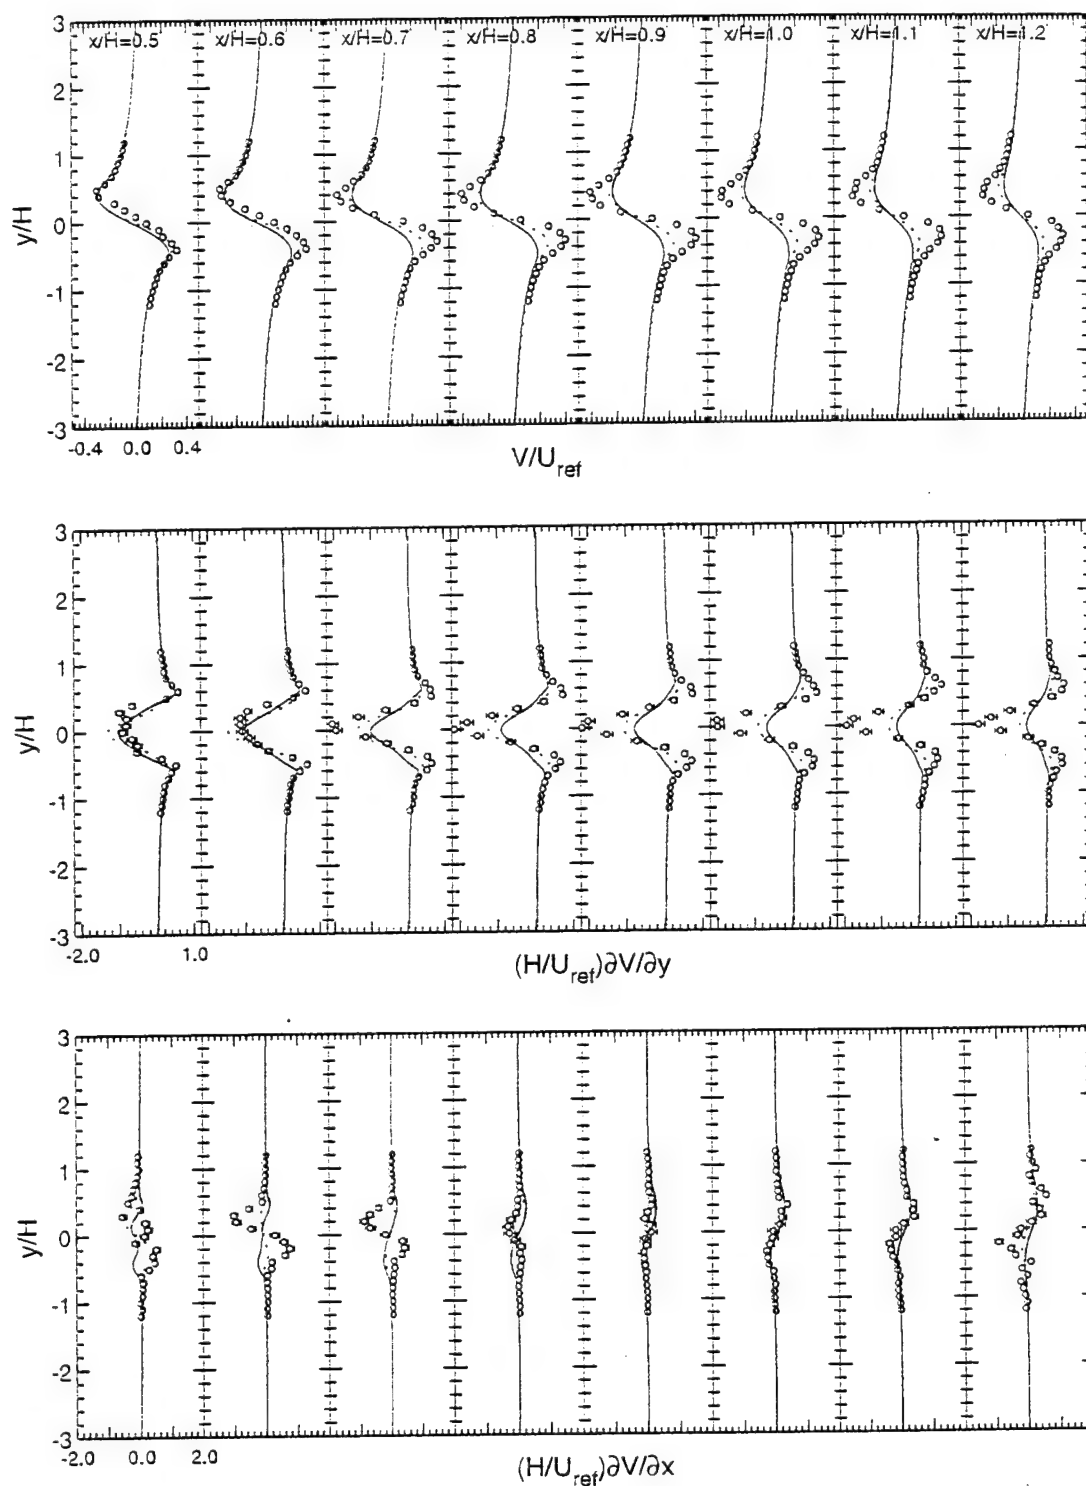 x/H=0.5 x/H=0.6 x/H=0.7 x/H=0.8 x/H=0.9 x/H=1.0 x/H=1.1 x/H=1.2
3
2
1
0
-1
-2
-3
y/H
-0.4 0.0 0.4
V/U_ref
3
2
1
0
-1
-2
-3
y/H
-2.0 1.0
(H/U_ref)∂V/∂y
3
2
1
0
-1
-2
-3
y/H
-2.0 0.0 2.0
(H/U_ref)∂V/∂x